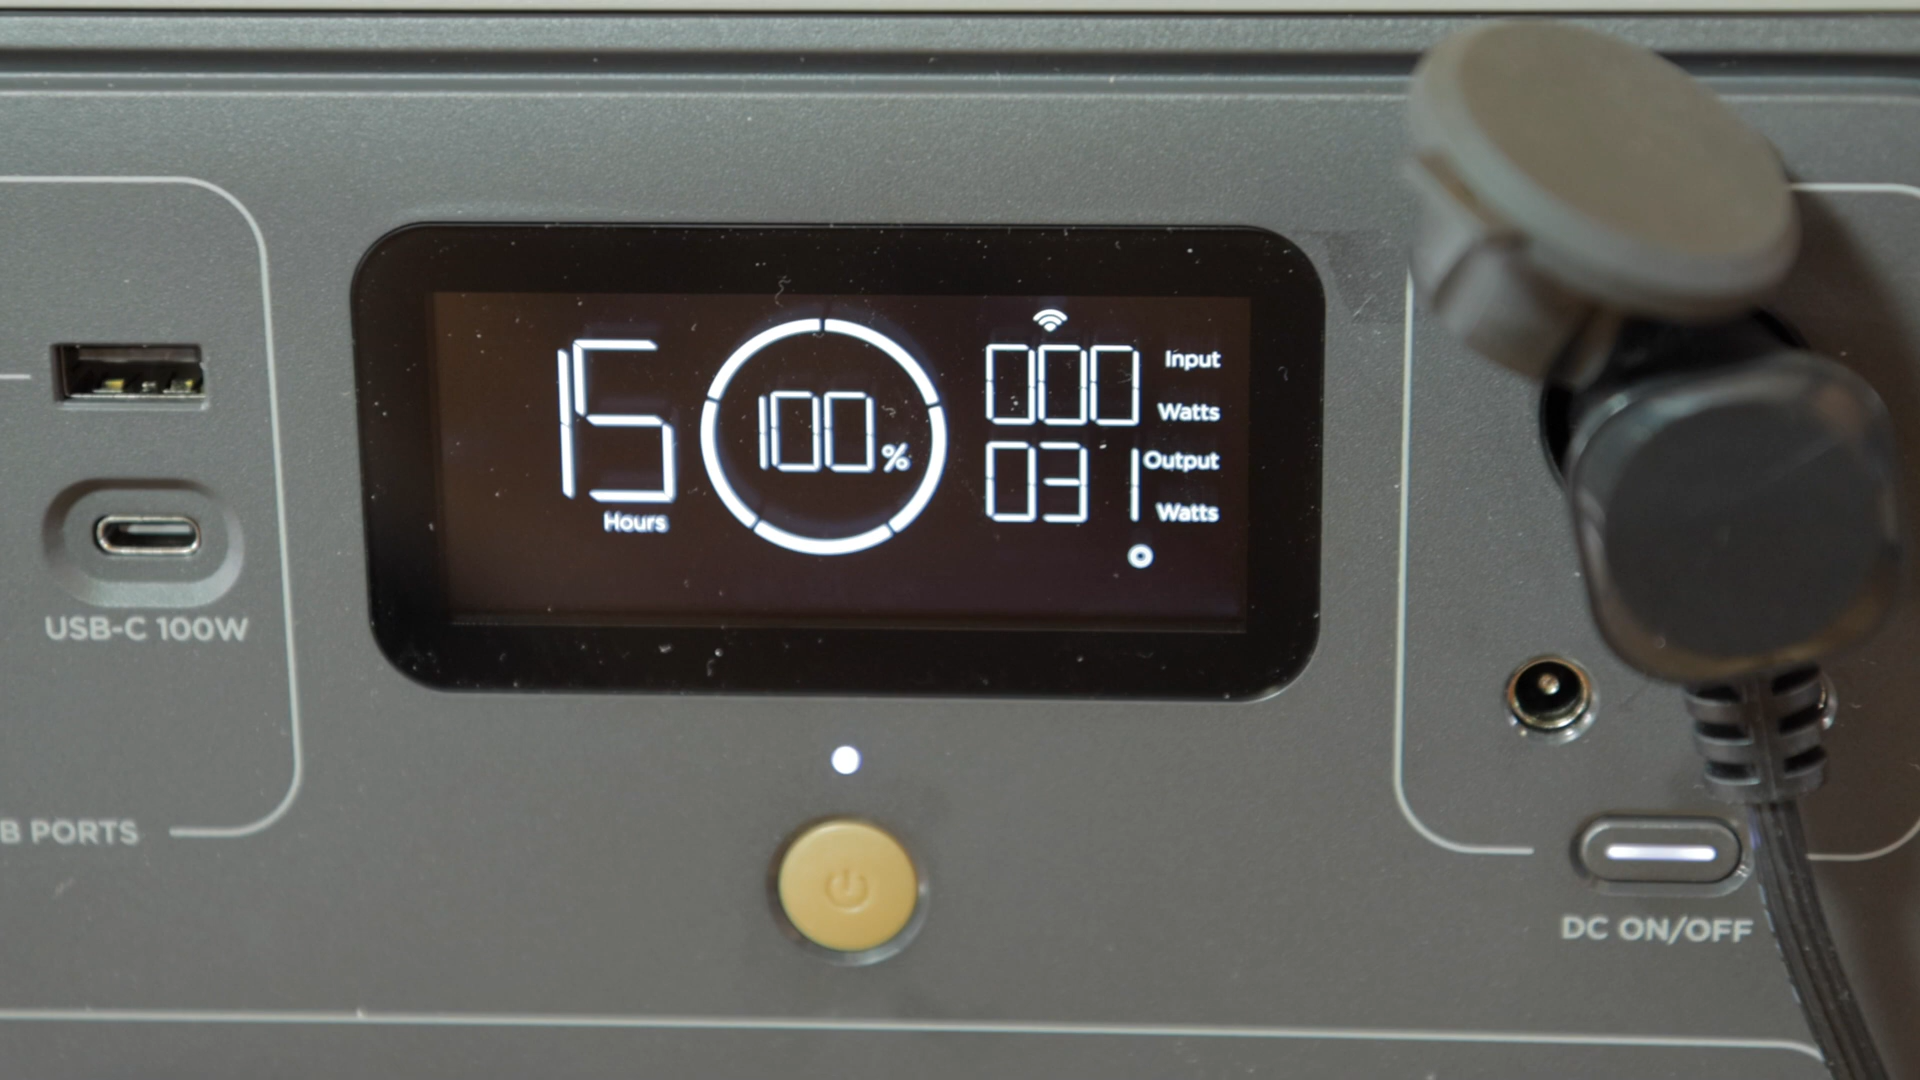 15
Hours
100%
000 Input
Watts
031 Output
Watts
USB-C 100W
B PORTS
DC ON/OFF